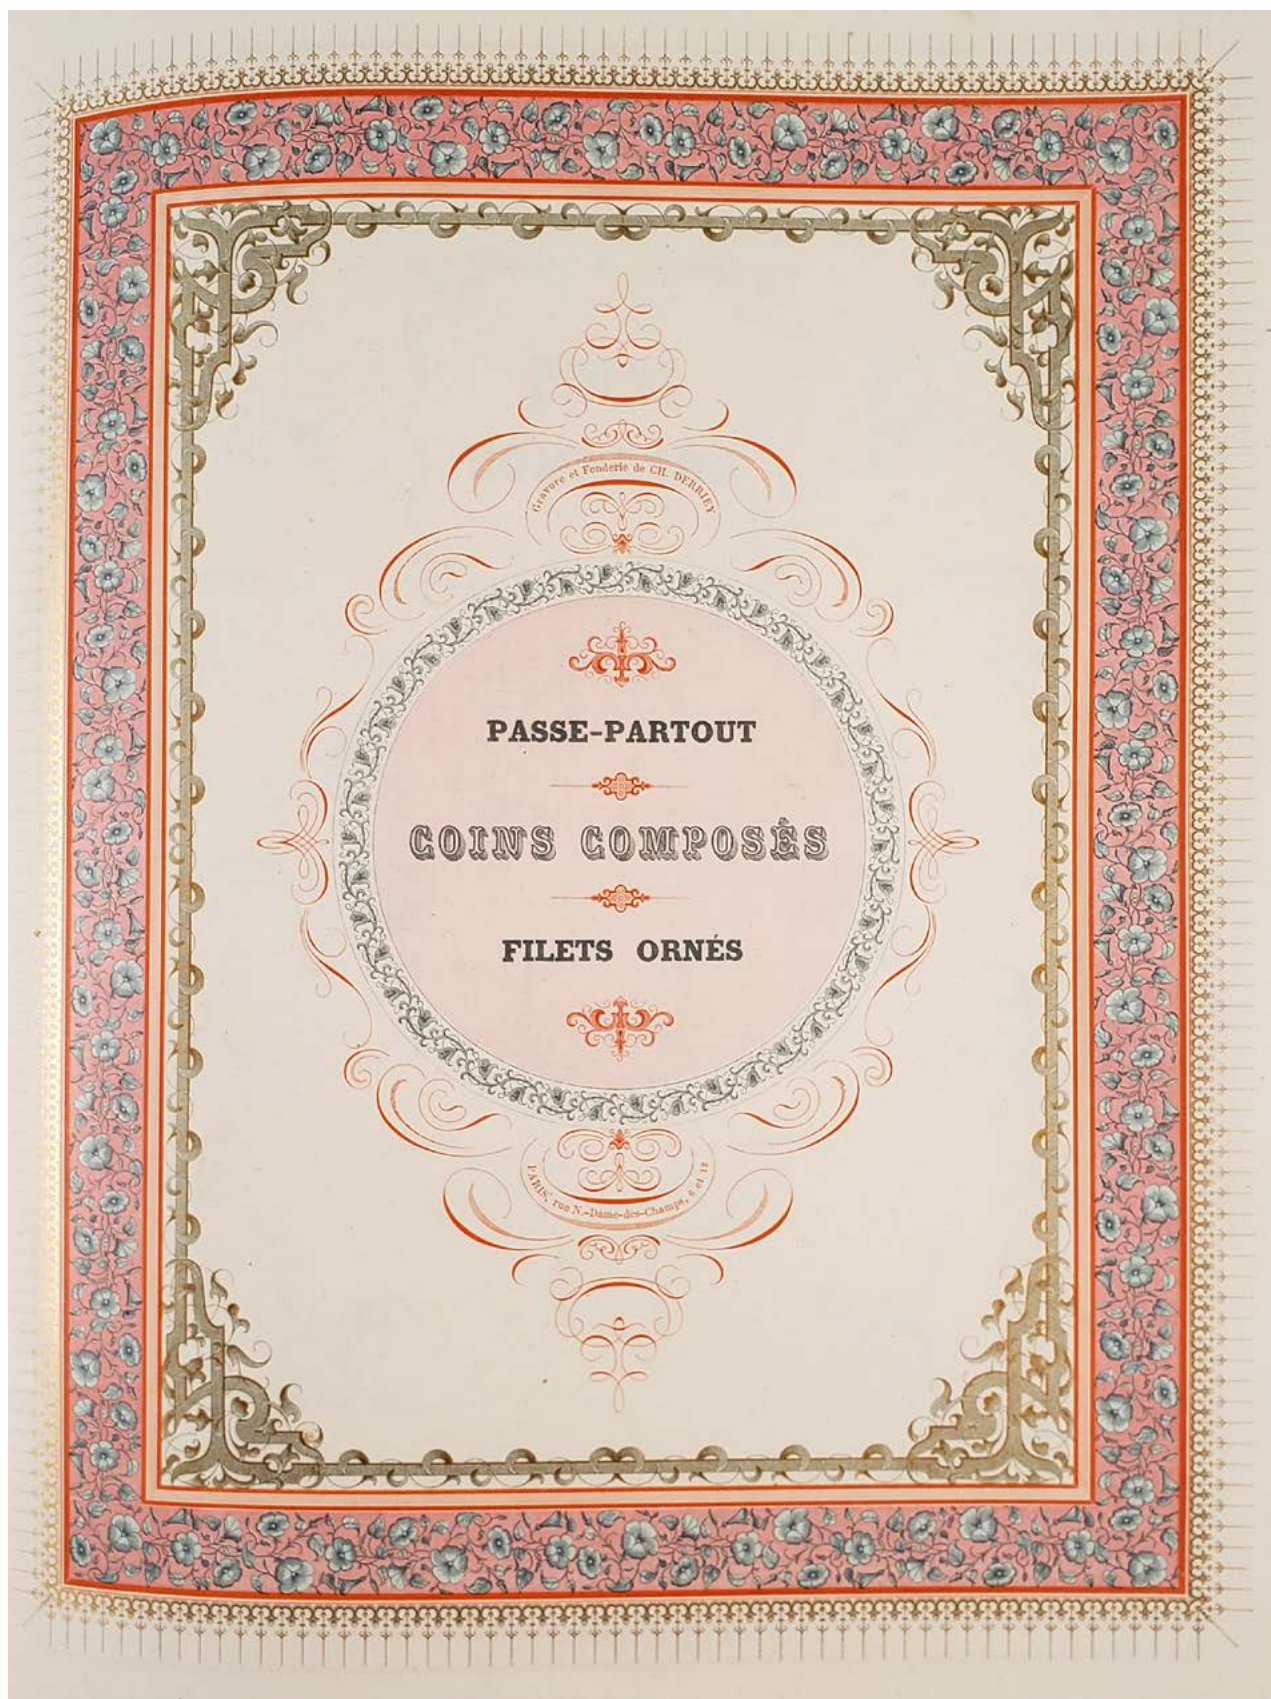 Gravure et Fonderie de CH. DERRIEY
PASSE-PARTOUT
COINS COMPOSÉS
FILETS ORNÉS
PARIS, rue N.-Dame-des-Champs, 6 et 12